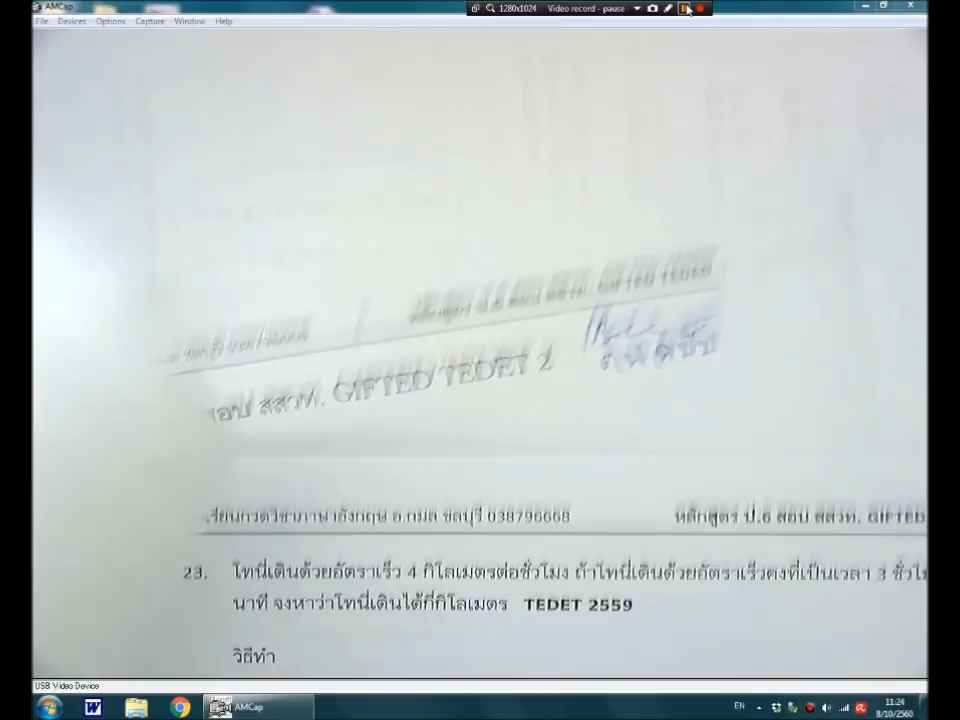 AMCap
1280x1024 Video record - pause
File Devices Options Capture Window Help
สอบ สสวท. GIFTED/TEDET 2
เรียนกวดวิชาภาษาอังกฤษ อ.กมล ชลบุรี 038796668 หลักสูตร ป.6 สอบ สสวท. GIFTED
23. โทนี่เดินด้วยอัตราเร็ว 4 กิโลเมตรต่อชั่วโมง ถ้าโทนี่เดินด้วยอัตราเร็วคงที่เป็นเวลา 3 ชั่วโ
นาที จงหาว่าโทนี่เดินได้กี่กิโลเมตร TEDET 2559
วิธีทำ
USB Video Device
AMCap
EN
11:24
8/10/2560